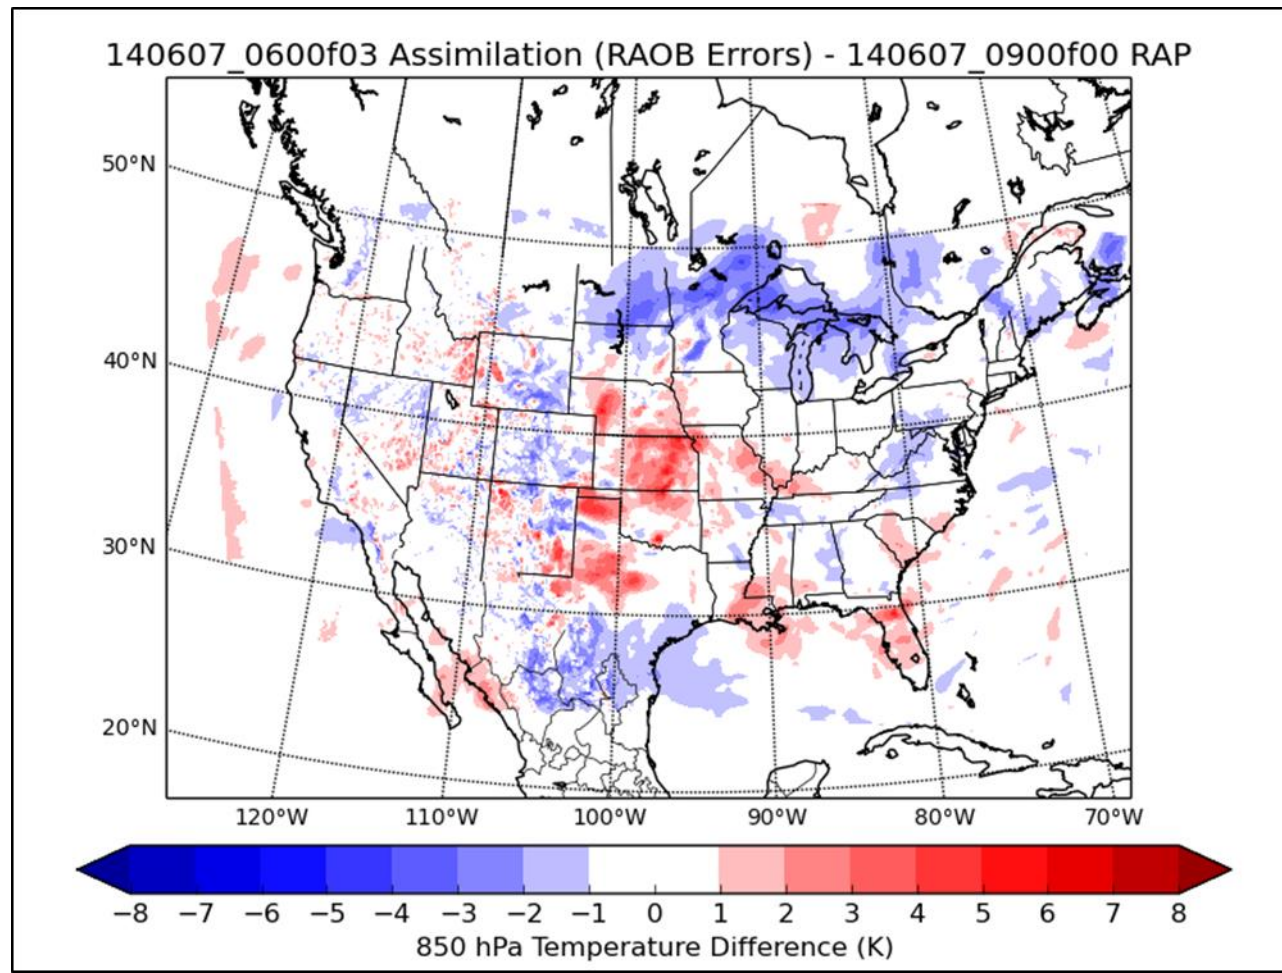 140607_0600f03 Assimilation (RAOB Errors) - 140607_0900f00 RAP
50°N
40°N
30°N
20°N
120°W 110°W 100°W 90°W 80°W 70°W
−8 −7 −6 −5 −4 −3 −2 −1 0 1 2 3 4 5 6 7 8
850 hPa Temperature Difference (K)